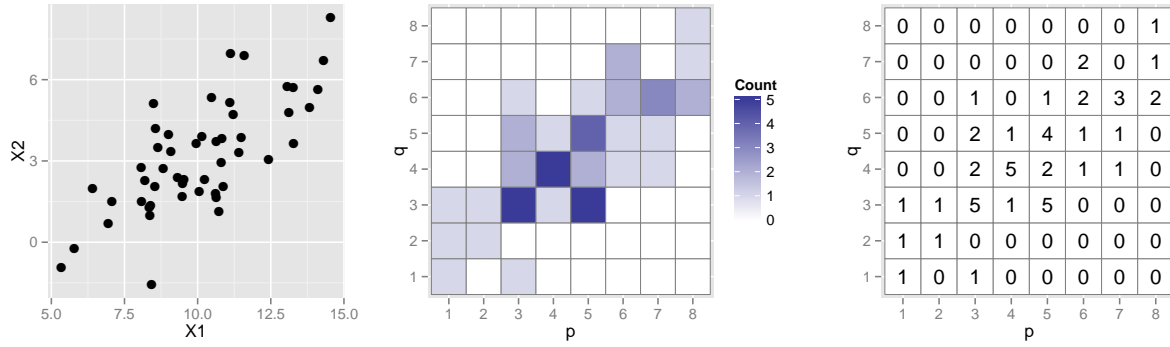 6
3
0
X2
5.0 7.5 10.0 12.5 15.0
X1
8
7
6
5
4
3
2
1
q
1 2 3 4 5 6 7 8
p
Count
5
4
3
2
1
0
8 0 0 0 0 0 0 0 1
7 0 0 0 0 0 2 0 1
6 0 0 1 0 1 2 3 2
5 0 0 2 1 4 1 1 0
4 0 0 2 5 2 1 1 0
3 1 1 5 1 5 0 0 0
2 1 1 0 0 0 0 0 0
1 1 0 1 0 0 0 0 0
q
1 2 3 4 5 6 7 8
p